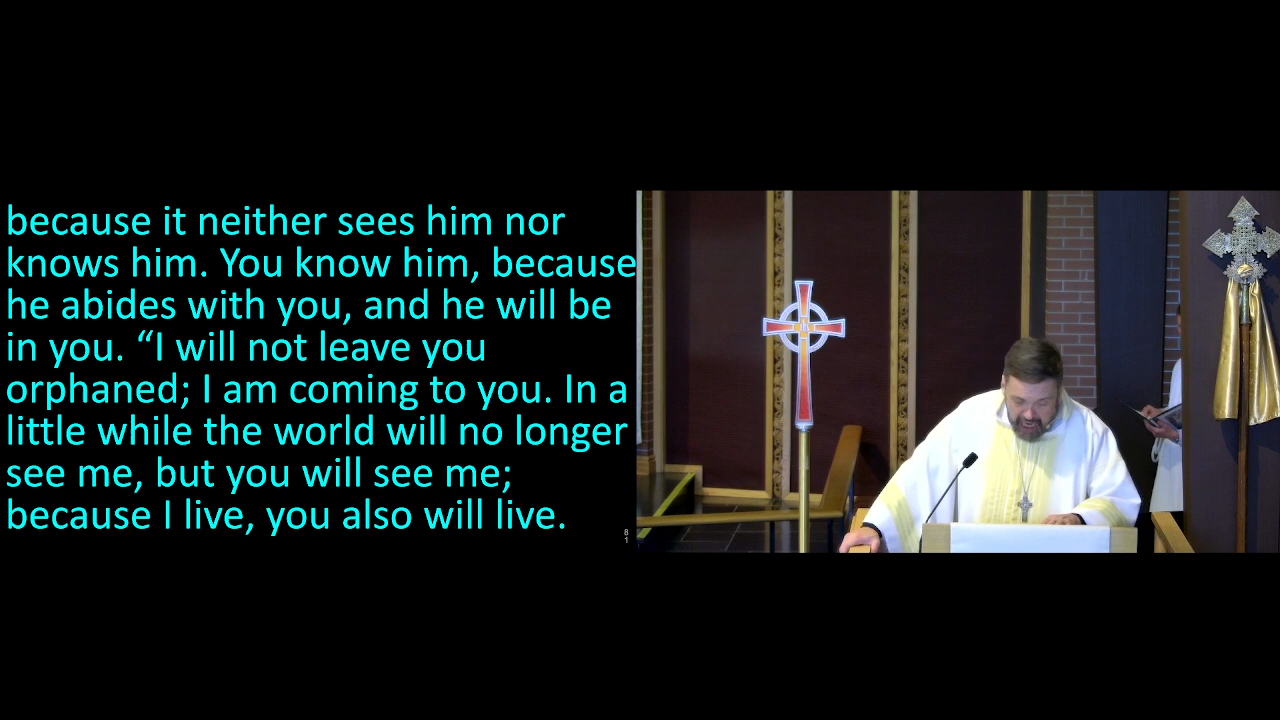 because it neither sees him nor
knows him. You know him, because
he abides with you, and he will be
in you. “I will not leave you
orphaned; I am coming to you. In a
little while the world will no longer
see me, but you will see me;
because I live, you also will live.
8
1